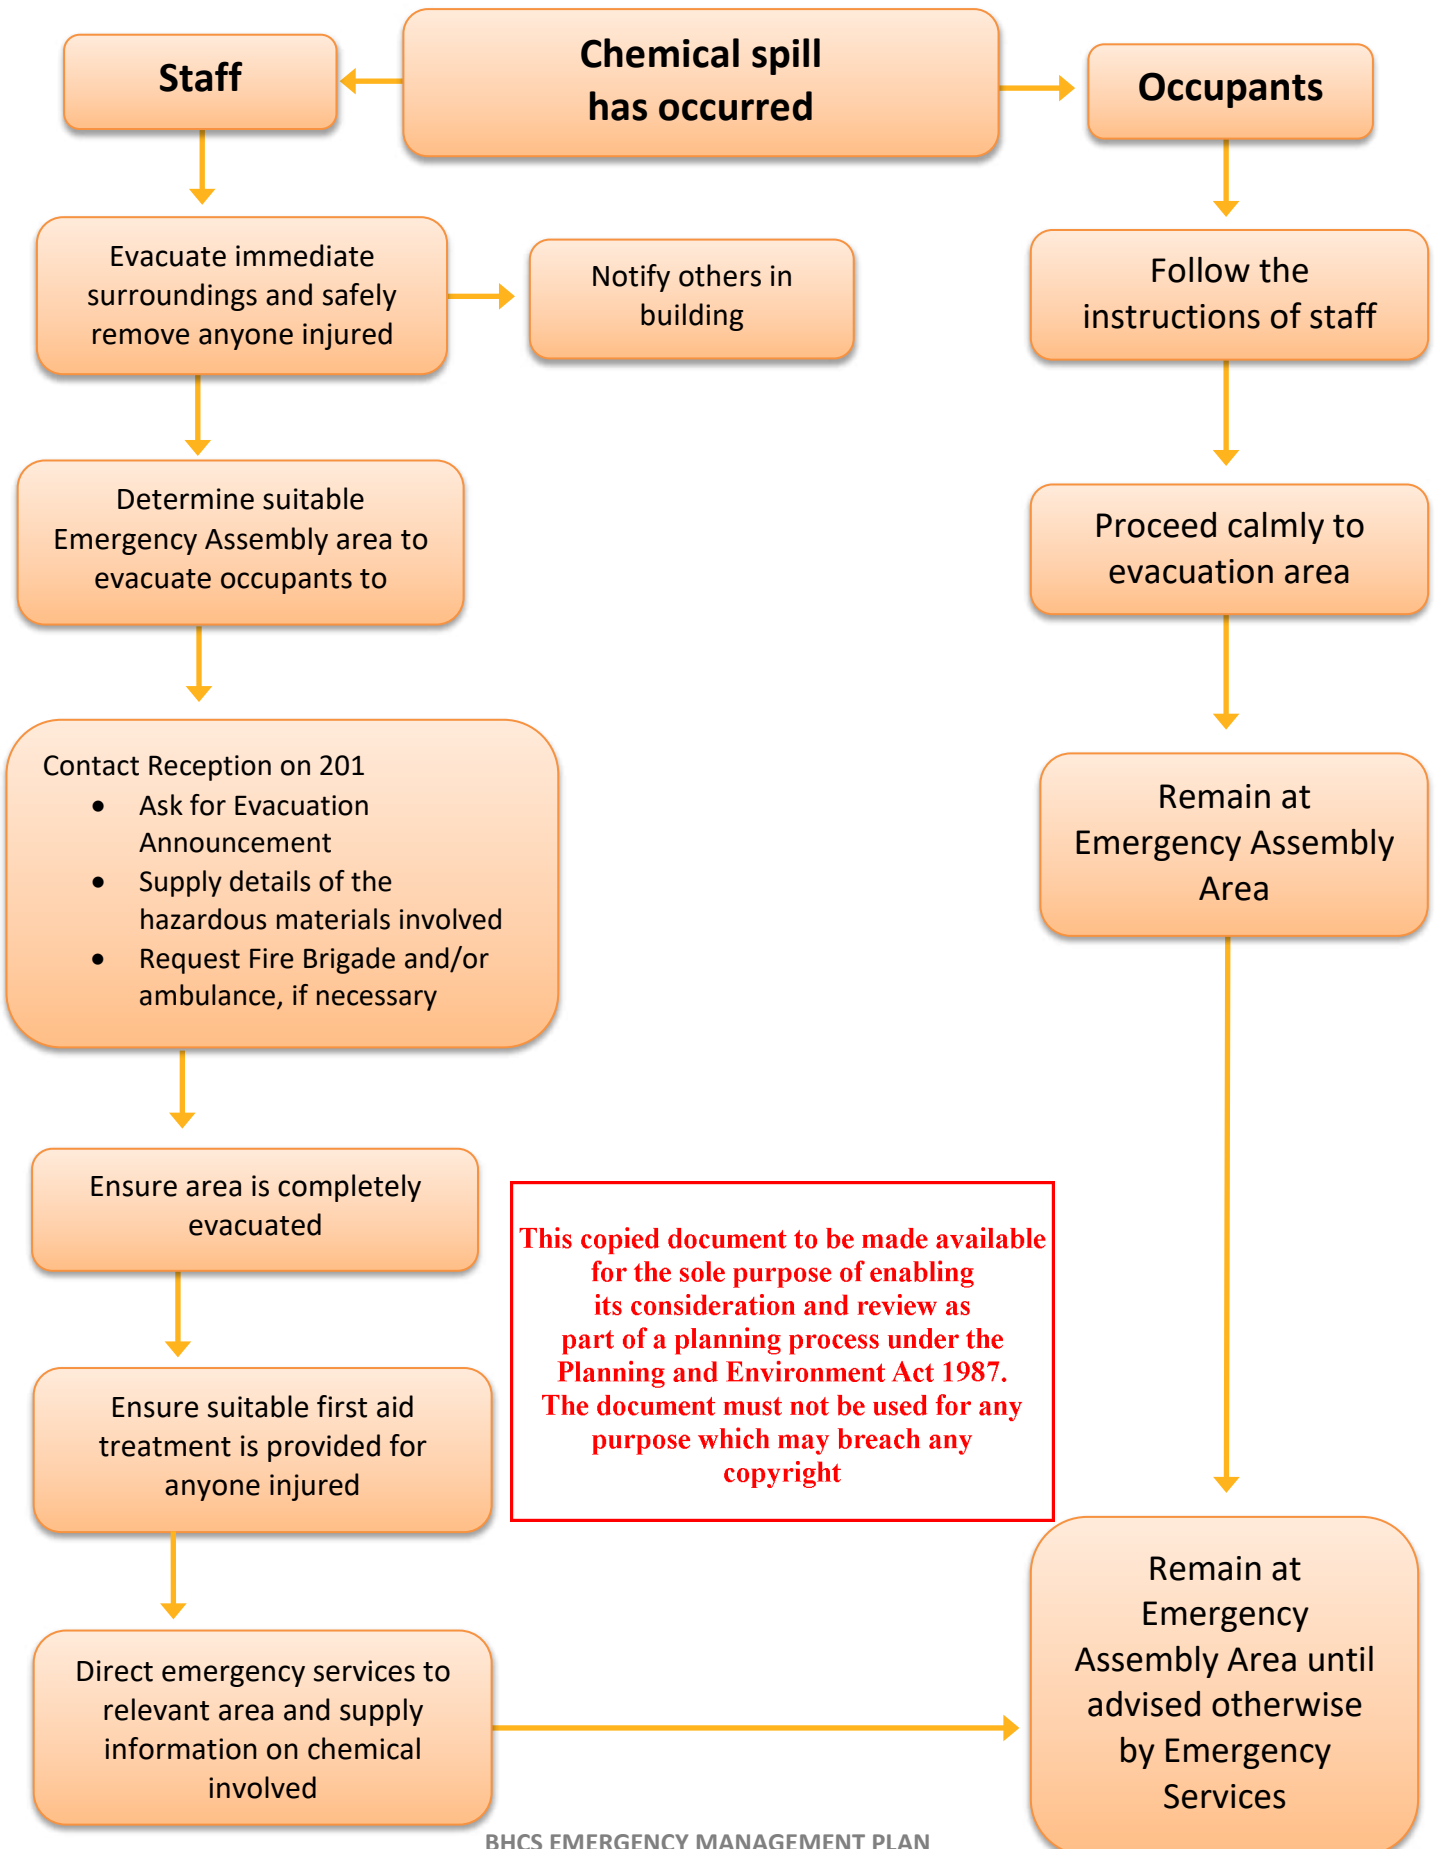 Chemical spill
has occurred
Staff
Occupants
Evacuate immediate
surroundings and safely
remove anyone injured
Notify others in
building
Determine suitable
Emergency Assembly area to
evacuate occupants to
Contact Reception on 201
• Ask for Evacuation
Announcement
• Supply details of the
hazardous materials involved
• Request Fire Brigade and/or
ambulance, if necessary
Ensure area is completely
evacuated
Ensure suitable first aid
treatment is provided for
anyone injured
Direct emergency services to
relevant area and supply
information on chemical
involved
Follow the
instructions of staff
Proceed calmly to
evacuation area
Remain at
Emergency Assembly
Area
Remain at
Emergency
Assembly Area until
advised otherwise
by Emergency
Services
This copied document to be made available
for the sole purpose of enabling
its consideration and review as
part of a planning process under the
Planning and Environment Act 1987.
The document must not be used for any
purpose which may breach any
copyright
BHCS EMERGENCY MANAGEMENT PLAN